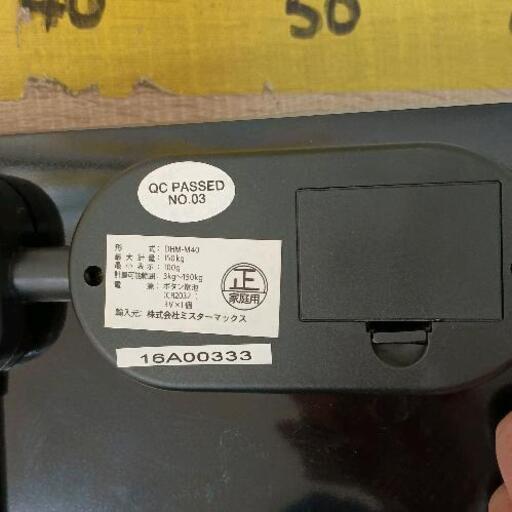 40
50
QC PASSED
NO.03
形 式: DHM-M40
最大計量: 150kg
最小表示: 100g
計量可能範囲: 3kg~150kg
電 源: ボタン電池
(CR2032)
3V×1個
輸入元: 株式会社ミスターマックス
正
家庭用
16A00333